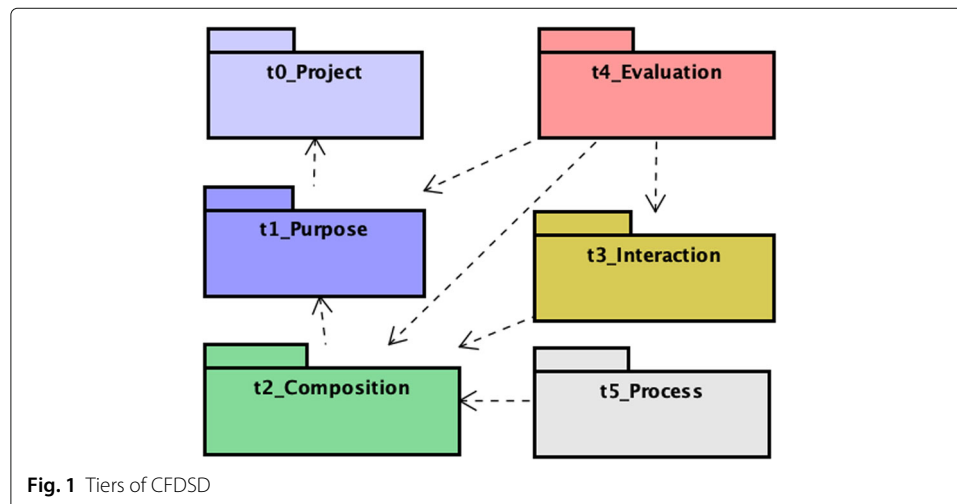 t0_Project
t4_Evaluation
t1_Purpose
t3_Interaction
t2_Composition
t5_Process
Fig. 1 Tiers of CFDSD